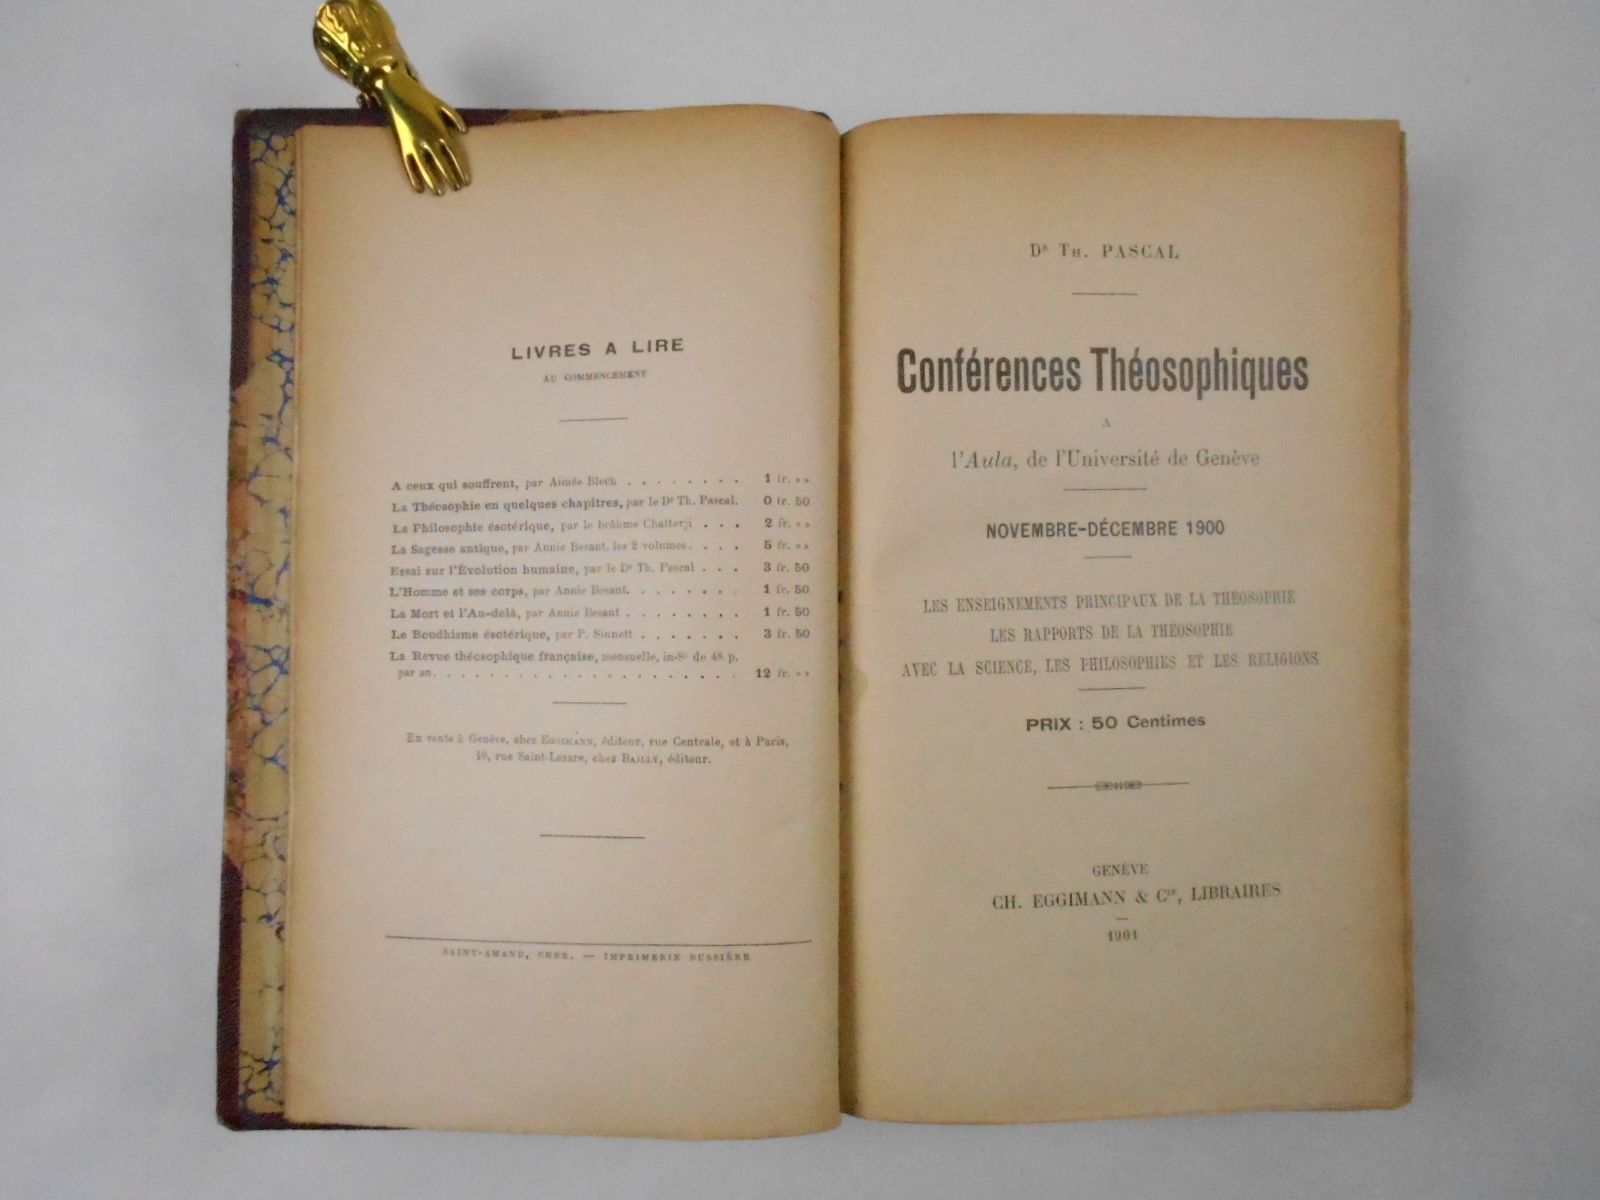 LIVRES A LIRE
AU COMMENCEMENT
A ceux qui souffrent, par Aimée Blech . . . . . . . . 1 fr. »»
La Théosophie en quelques chapitres, par le Dr Th. Pascal. 0 fr. 50
La Philosophie ésotérique, par le brâhme Chatterji . . . 2 fr. »»
La Sagesse antique, par Annie Besant, les 2 volumes. . . . 5 fr. »»
Essai sur l'Évolution humaine, par le Dr Th. Pascal . . . 3 fr. 50
L'Homme et ses corps, par Annie Besant. . . . . . . . 1 fr. 50
La Mort et l'Au-delà, par Annie Besant . . . . . . . . 1 fr. 50
Le Boudhisme ésotérique, par P. Sinnett . . . . . . . 3 fr. 50
La Revue théosophique française, mensuelle, in-8° de 48 p.
par an. . . . . . . . . . . . . . . . . . . . 12 fr. »»
En vente à Genève, chez EGGIMANN, éditeur, rue Centrale, et à Paris,
10, rue Saint-Lazare, chez BAILLY, éditeur.
SAINT-AMAND, CHER. — IMPRIMERIE BUSSIÈRE
Dr TH. PASCAL
Conférences Théosophiques
A
l'Aula, de l'Université de Genève
NOVEMBRE-DÉCEMBRE 1900
LES ENSEIGNEMENTS PRINCIPAUX DE LA THÉOSOPHIE
LES RAPPORTS DE LA THÉOSOPHIE
AVEC LA SCIENCE, LES PHILOSOPHIES ET LES RELIGIONS
PRIX : 50 Centimes
GENÈVE
CH. EGGIMANN & Cie, LIBRAIRES
1901